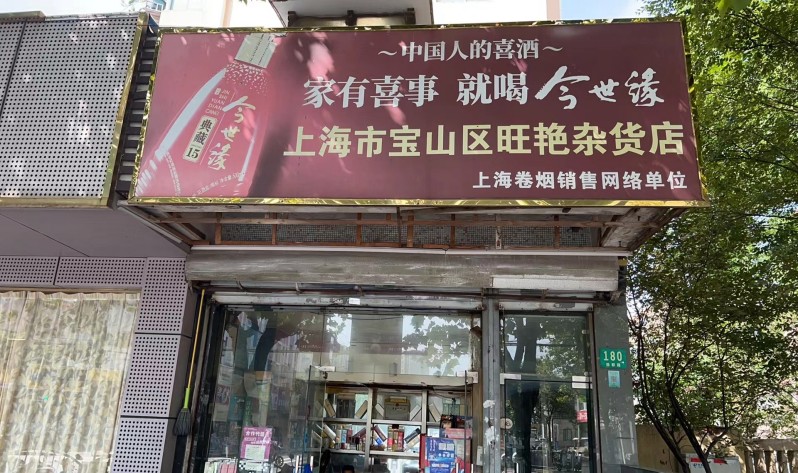 ~中国人的喜酒~
家有喜事 就喝今世缘
上海市宝山区旺艳杂货店
上海卷烟销售网络单位
今世缘
典藏
15
180